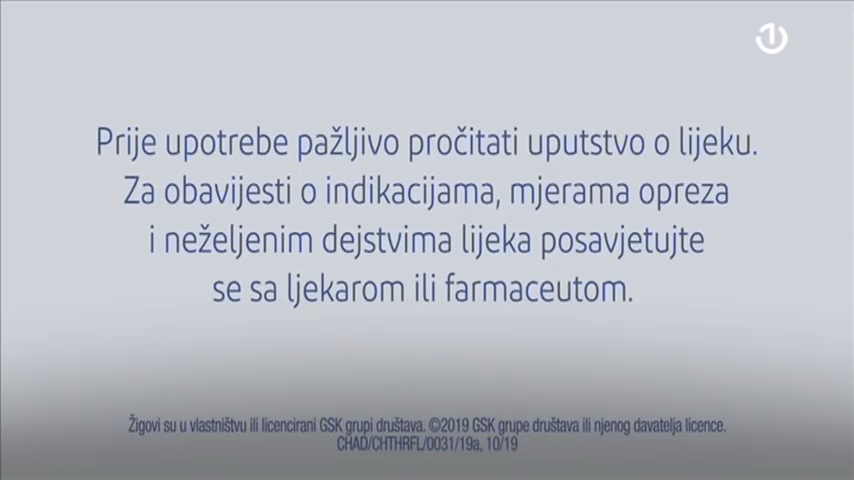 Prije upotrebe pažljivo pročitati uputstvo o lijeku.
Za obavijesti o indikacijama, mjerama opreza
i neželjenim dejstvima lijeka posavjetujte
se sa ljekarom ili farmaceutom.
Žigovi su u vlastništvu ili licencirani GSK grupi društava. ©2019 GSK grupe društava ili njenog davatelja licence.
CHAD/CHTHRFL/0031/19a, 10/19